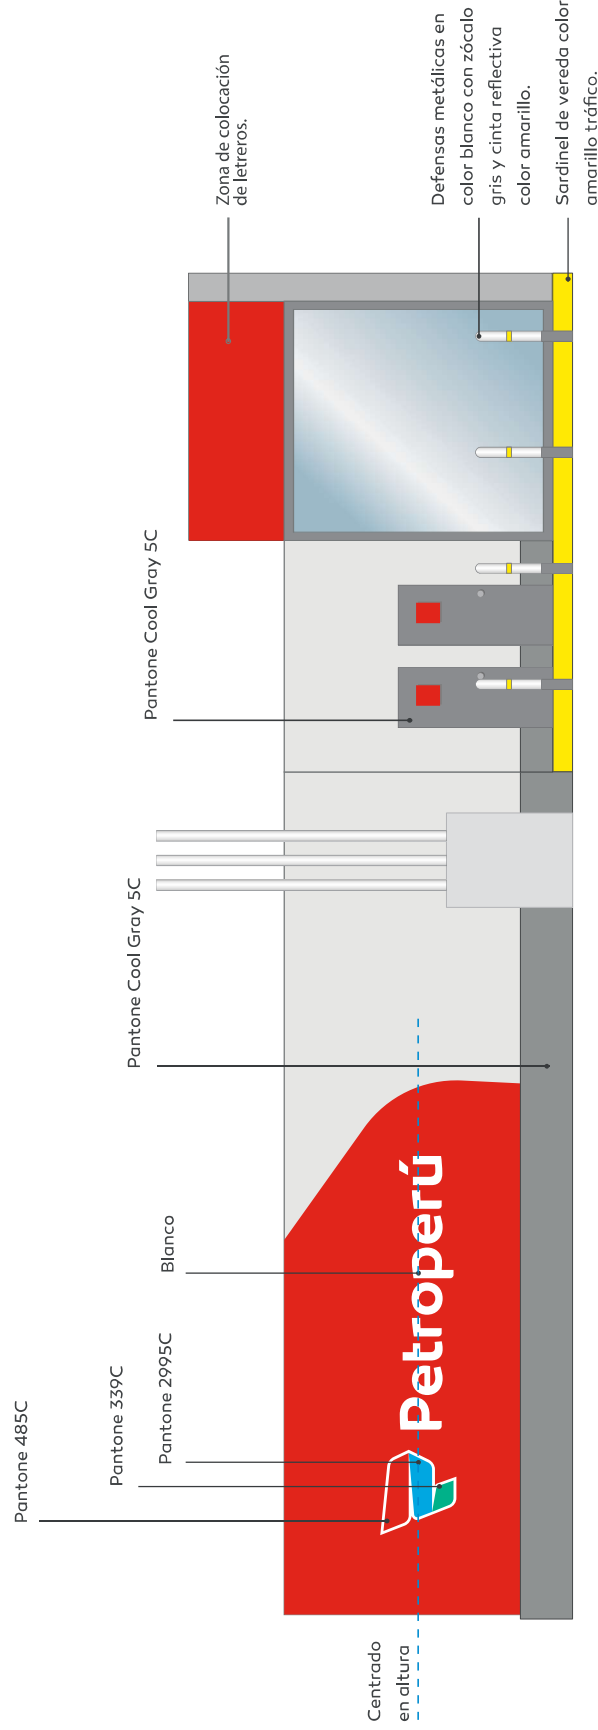 Pantone 485C
Pantone 339C
Pantone 2995C
Blanco
Pantone Cool Gray 5C
Pantone Cool Gray 5C
Zona de colocación
de letreros.
Defensas metálicas en
color blanco con zócalo
gris y cinta reflectiva
color amarillo.
Sardinel de vereda color
amarillo tráfico.
Petroperú
Centrado
en altura